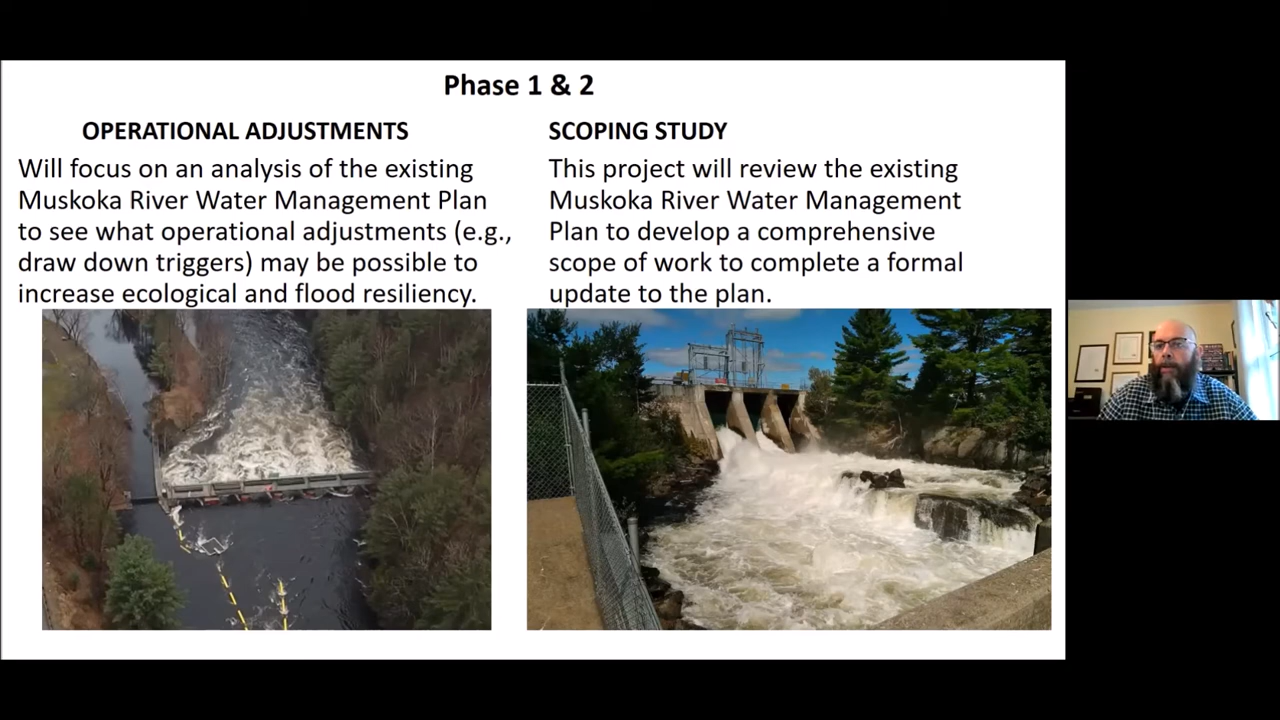 Phase 1 & 2
OPERATIONAL ADJUSTMENTS
Will focus on an analysis of the existing
Muskoka River Water Management Plan
to see what operational adjustments (e.g.,
draw down triggers) may be possible to
increase ecological and flood resiliency.
SCOPING STUDY
This project will review the existing
Muskoka River Water Management
Plan to develop a comprehensive
scope of work to complete a formal
update to the plan.